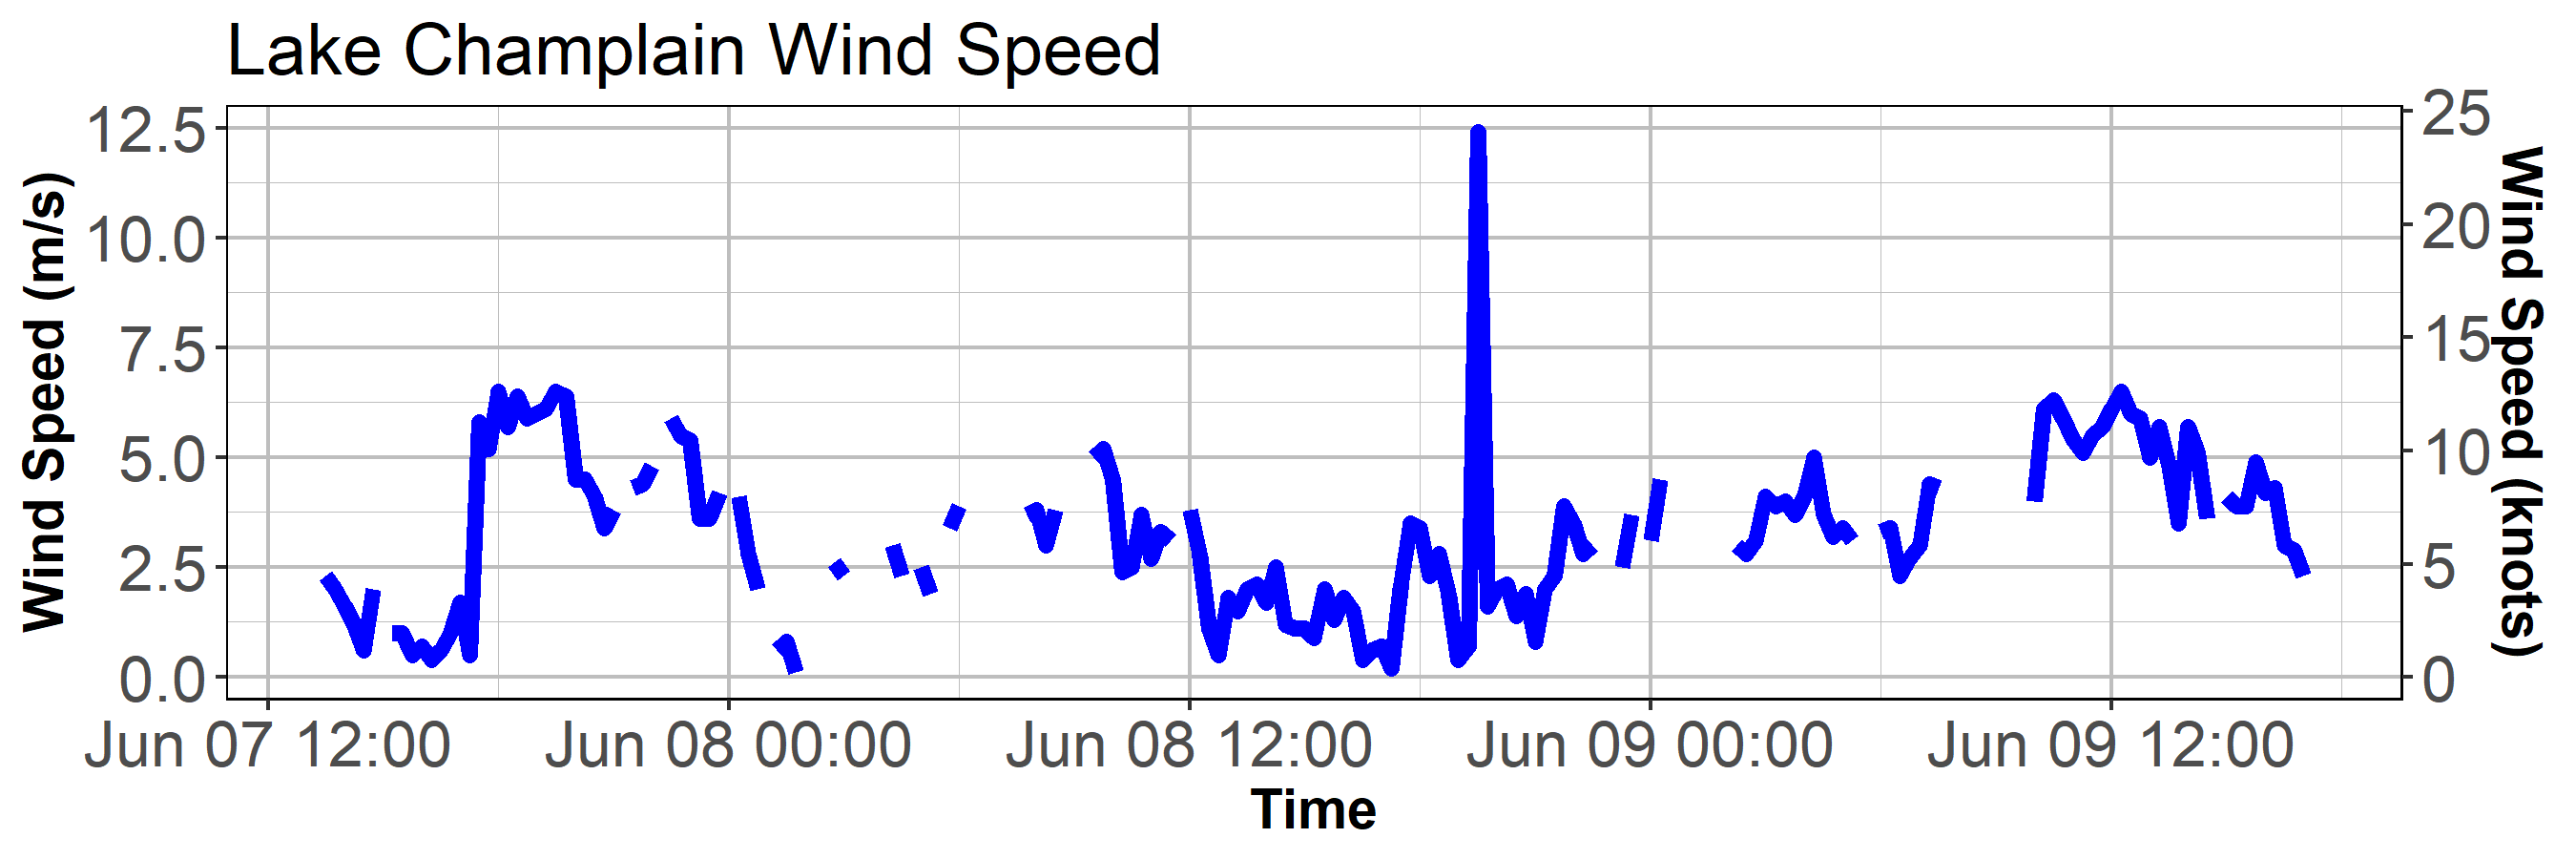 Lake Champlain Wind Speed
Wind Speed (m/s)
12.5
10.0
7.5
5.0
2.5
0.0
25
20
15
10
5
0
Wind Speed (knots)
Jun 07 12:00 Jun 08 00:00 Jun 08 12:00 Jun 09 00:00 Jun 09 12:00
Time